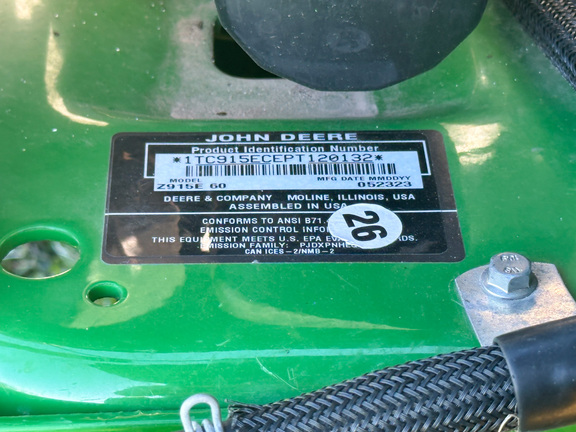 JOHN DEERE
Product Identification Number
*1TC915ECEPT120132*
MODEL MFG DATE MMDDYY
Z915E 60 052323
DEERE & COMPANY MOLINE, ILLINOIS, USA
ASSEMBLED IN USA
CONFORMS TO ANSI B71.
EMISSION CONTROL
26
THIS EQUIPMENT MEETS U.S. EPA
EMISSION FAMILY:
CAN ICES-2/NMB-2